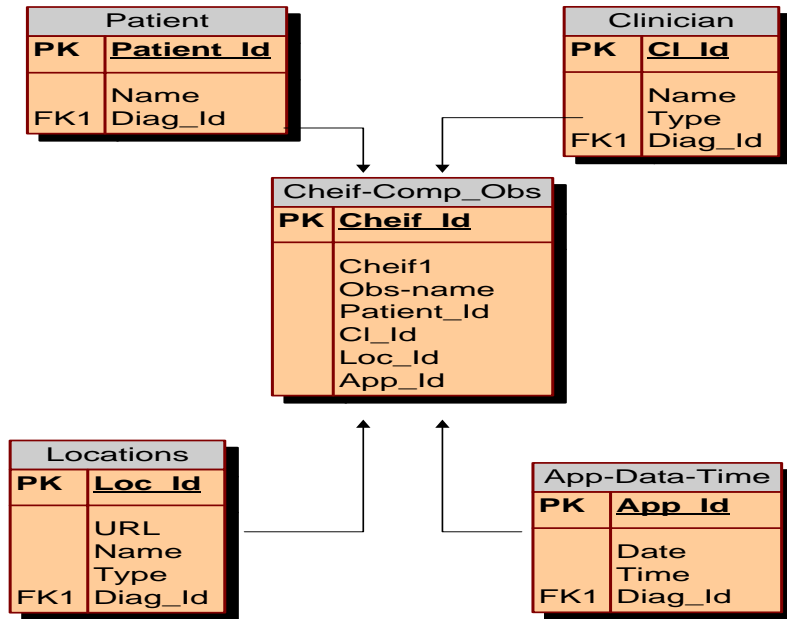 Patient
PK Patient_Id
Name
FK1 Diag_Id
Clinician
PK CI_Id
Name
Type
FK1 Diag_Id
Cheif-Comp_Obs
PK Cheif_Id
Cheif1
Obs-name
Patient_Id
CI_Id
Loc_Id
App_Id
Locations
PK Loc_Id
URL
Name
Type
FK1 Diag_Id
App-Data-Time
PK App_Id
Date
Time
FK1 Diag_Id